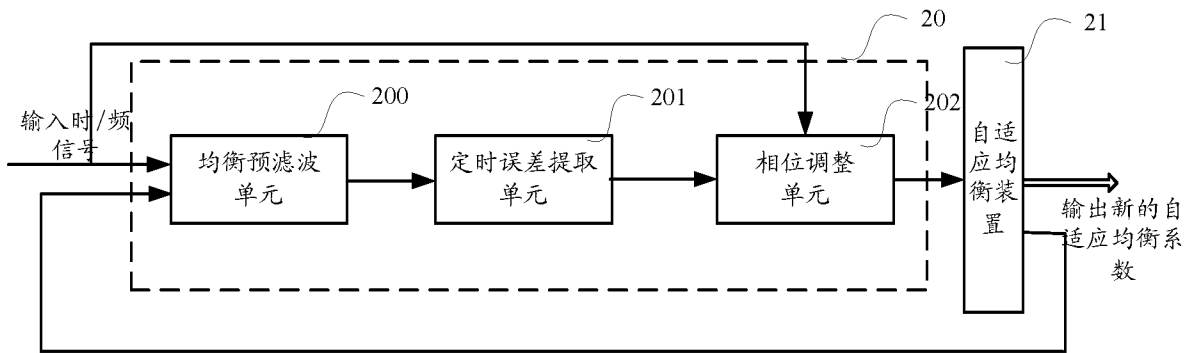 20
21
200
201
202
输入时/频
信号
均衡预滤波
单元
定时误差提取
单元
相位调整
单元
自适
应均
衡装
置
输出新的自
适应均衡系
数